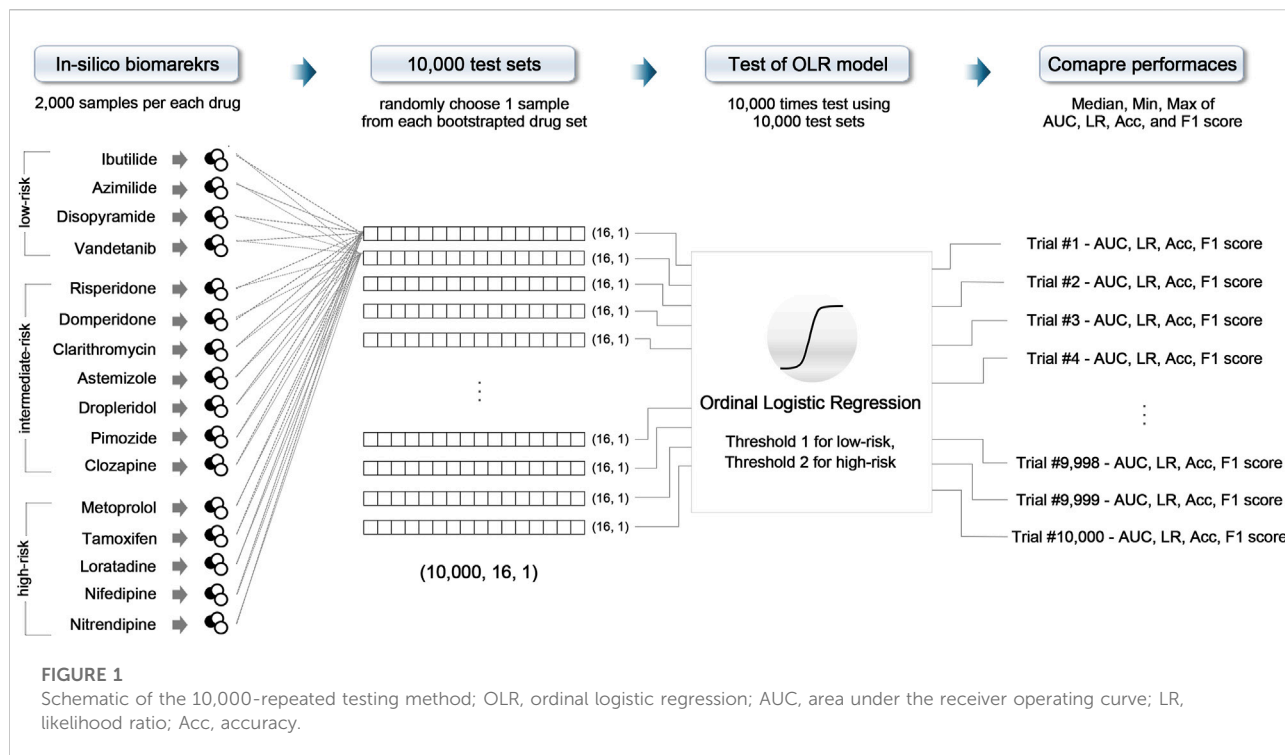 In-silico biomarekrs
2,000 samples per each drug
10,000 test sets
randomly choose 1 sample
from each bootstrapted drug set
Test of OLR model
10,000 times test using
10,000 test sets
Comapre performaces
Median, Min, Max of
AUC, LR, Acc, and F1 score
low-risk
Ibutilide
Azimilide
Disopyramide
Vandetanib
intermediate-risk
Risperidone
Domperidone
Clarithromycin
Astemizole
Dropleridol
Pimozide
Clozapine
high-risk
Metoprolol
Tamoxifen
Loratadine
Nifedipine
Nitrendipine
(16, 1)
(16, 1)
(16, 1)
(16, 1)
(16, 1)
(16, 1)
(16, 1)
(16, 1)
(16, 1)
(10,000, 16, 1)
Ordinal Logistic Regression
Threshold 1 for low-risk,
Threshold 2 for high-risk
Trial #1 - AUC, LR, Acc, F1 score
Trial #2 - AUC, LR, Acc, F1 score
Trial #3 - AUC, LR, Acc, F1 score
Trial #4 - AUC, LR, Acc, F1 score
Trial #9,998 - AUC, LR, Acc, F1 score
Trial #9,999 - AUC, LR, Acc, F1 score
Trial #10,000 - AUC, LR, Acc, F1 score
FIGURE 1
Schematic of the 10,000-repeated testing method; OLR, ordinal logistic regression; AUC, area under the receiver operating curve; LR,
likelihood ratio; Acc, accuracy.